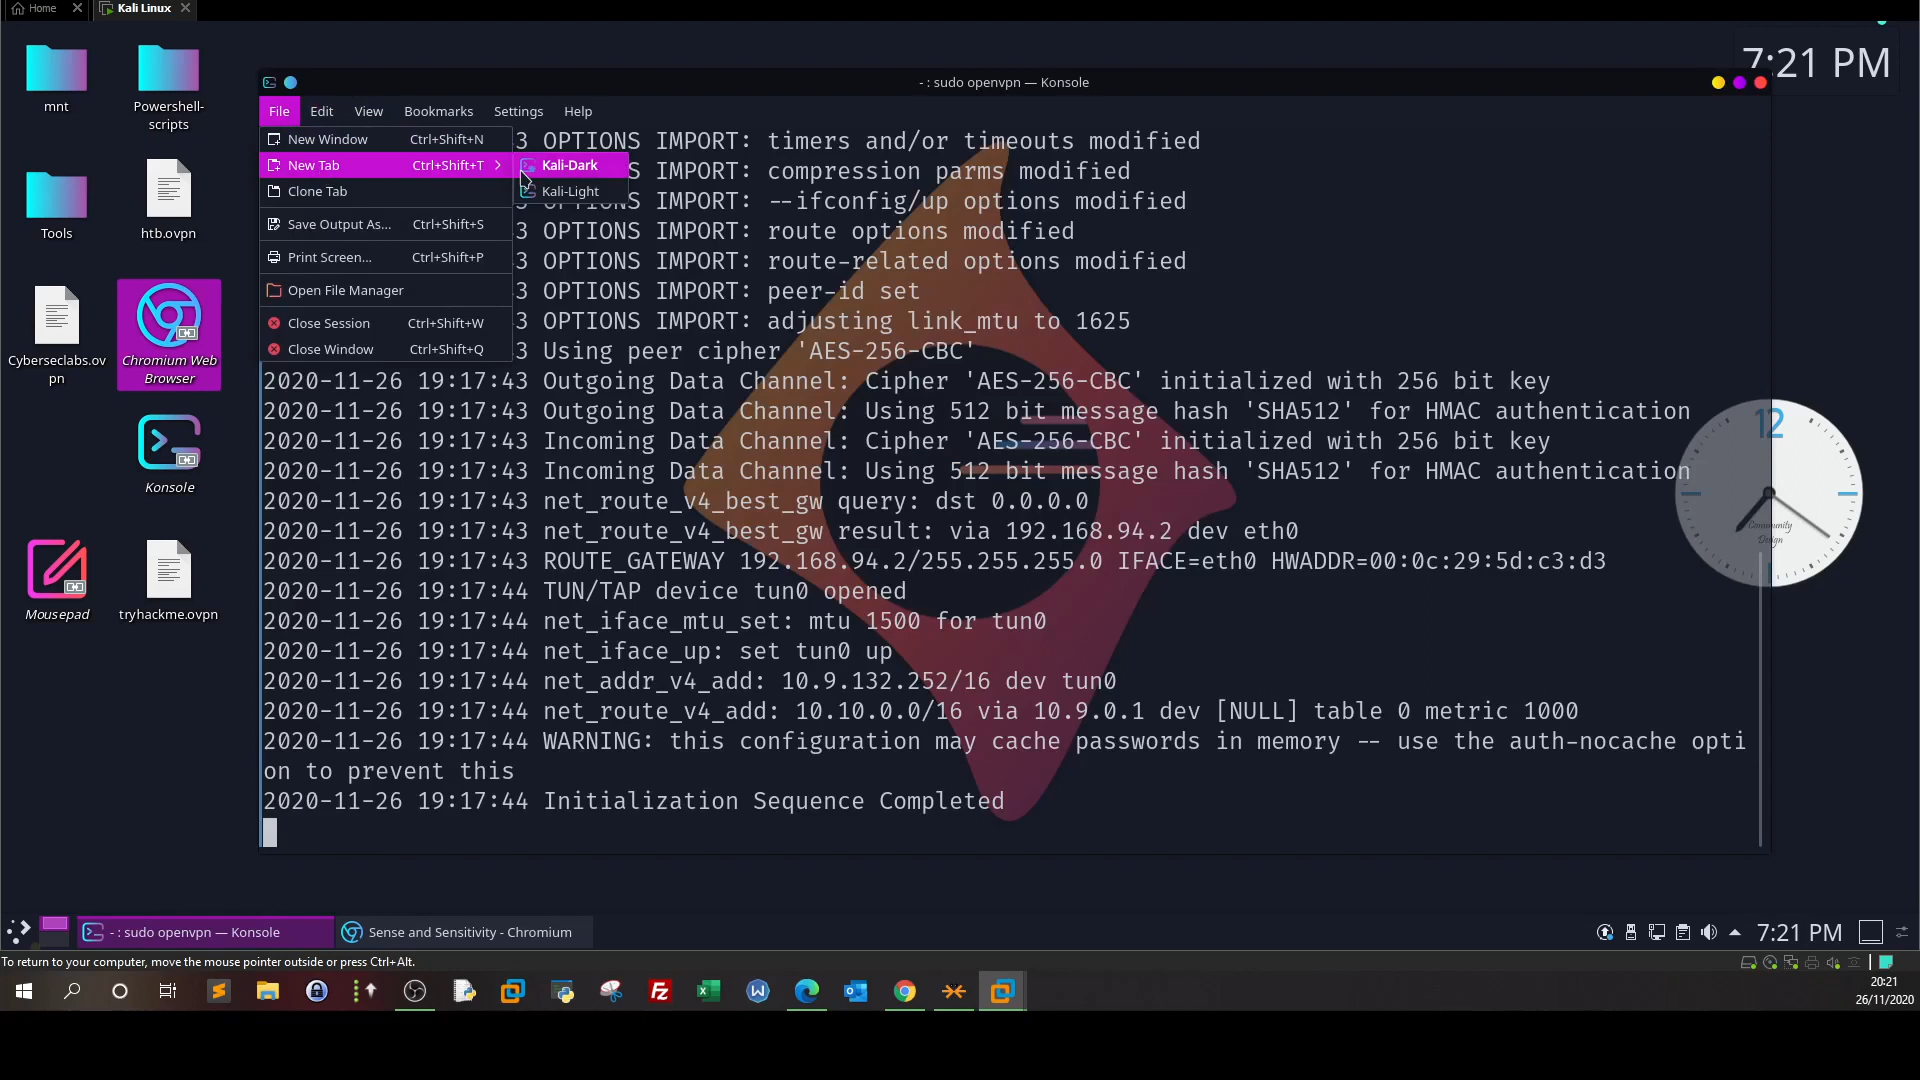 Home
Kali Linux
7:21 PM
mnt
Powershell-
scripts
Tools
htb.ovpn
Cyberseclabs.ov
pn
Chromium Web
Browser
Konsole
Mousepad
tryhackme.ovpn
- : sudo openvpn — Konsole
File Edit View Bookmarks Settings Help
New Window Ctrl+Shift+N
New Tab Ctrl+Shift+T
Clone Tab
Save Output As... Ctrl+Shift+S
Print Screen... Ctrl+Shift+P
Open File Manager
Close Session Ctrl+Shift+W
Close Window Ctrl+Shift+Q
Kali-Dark
Kali-Light
3 OPTIONS IMPORT: timers and/or timeouts modified
S IMPORT: compression parms modified
S IMPORT: --ifconfig/up options modified
3 OPTIONS IMPORT: route options modified
3 OPTIONS IMPORT: route-related options modified
3 OPTIONS IMPORT: peer-id set
3 OPTIONS IMPORT: adjusting link_mtu to 1625
3 Using peer cipher 'AES-256-CBC'
2020-11-26 19:17:43 Outgoing Data Channel: Cipher 'AES-256-CBC' initialized with 256 bit key
2020-11-26 19:17:43 Outgoing Data Channel: Using 512 bit message hash 'SHA512' for HMAC authentication
2020-11-26 19:17:43 Incoming Data Channel: Cipher 'AES-256-CBC' initialized with 256 bit key
2020-11-26 19:17:43 Incoming Data Channel: Using 512 bit message hash 'SHA512' for HMAC authentication
2020-11-26 19:17:43 net_route_v4_best_gw query: dst 0.0.0.0
2020-11-26 19:17:43 net_route_v4_best_gw result: via 192.168.94.2 dev eth0
2020-11-26 19:17:43 ROUTE_GATEWAY 192.168.94.2/255.255.255.0 IFACE=eth0 HWADDR=00:0c:29:5d:c3:d3
2020-11-26 19:17:44 TUN/TAP device tun0 opened
2020-11-26 19:17:44 net_iface_mtu_set: mtu 1500 for tun0
2020-11-26 19:17:44 net_iface_up: set tun0 up
2020-11-26 19:17:44 net_addr_v4_add: 10.9.132.252/16 dev tun0
2020-11-26 19:17:44 net_route_v4_add: 10.10.0.0/16 via 10.9.0.1 dev [NULL] table 0 metric 1000
2020-11-26 19:17:44 WARNING: this configuration may cache passwords in memory -- use the auth-nocache opti
on to prevent this
2020-11-26 19:17:44 Initialization Sequence Completed
12
Community
Design
- : sudo openvpn — Konsole
Sense and Sensitivity - Chromium
7:21 PM
To return to your computer, move the mouse pointer outside or press Ctrl+Alt.
20:21
26/11/2020